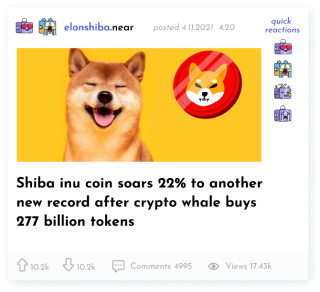 elonshiba.near posted 4.11.2021 4:20
quick
reactions
Shiba inu coin soars 22% to another
new record after crypto whale buys
277 billion tokens
10.2k 10.2k Comments 4995 Views 17.43k